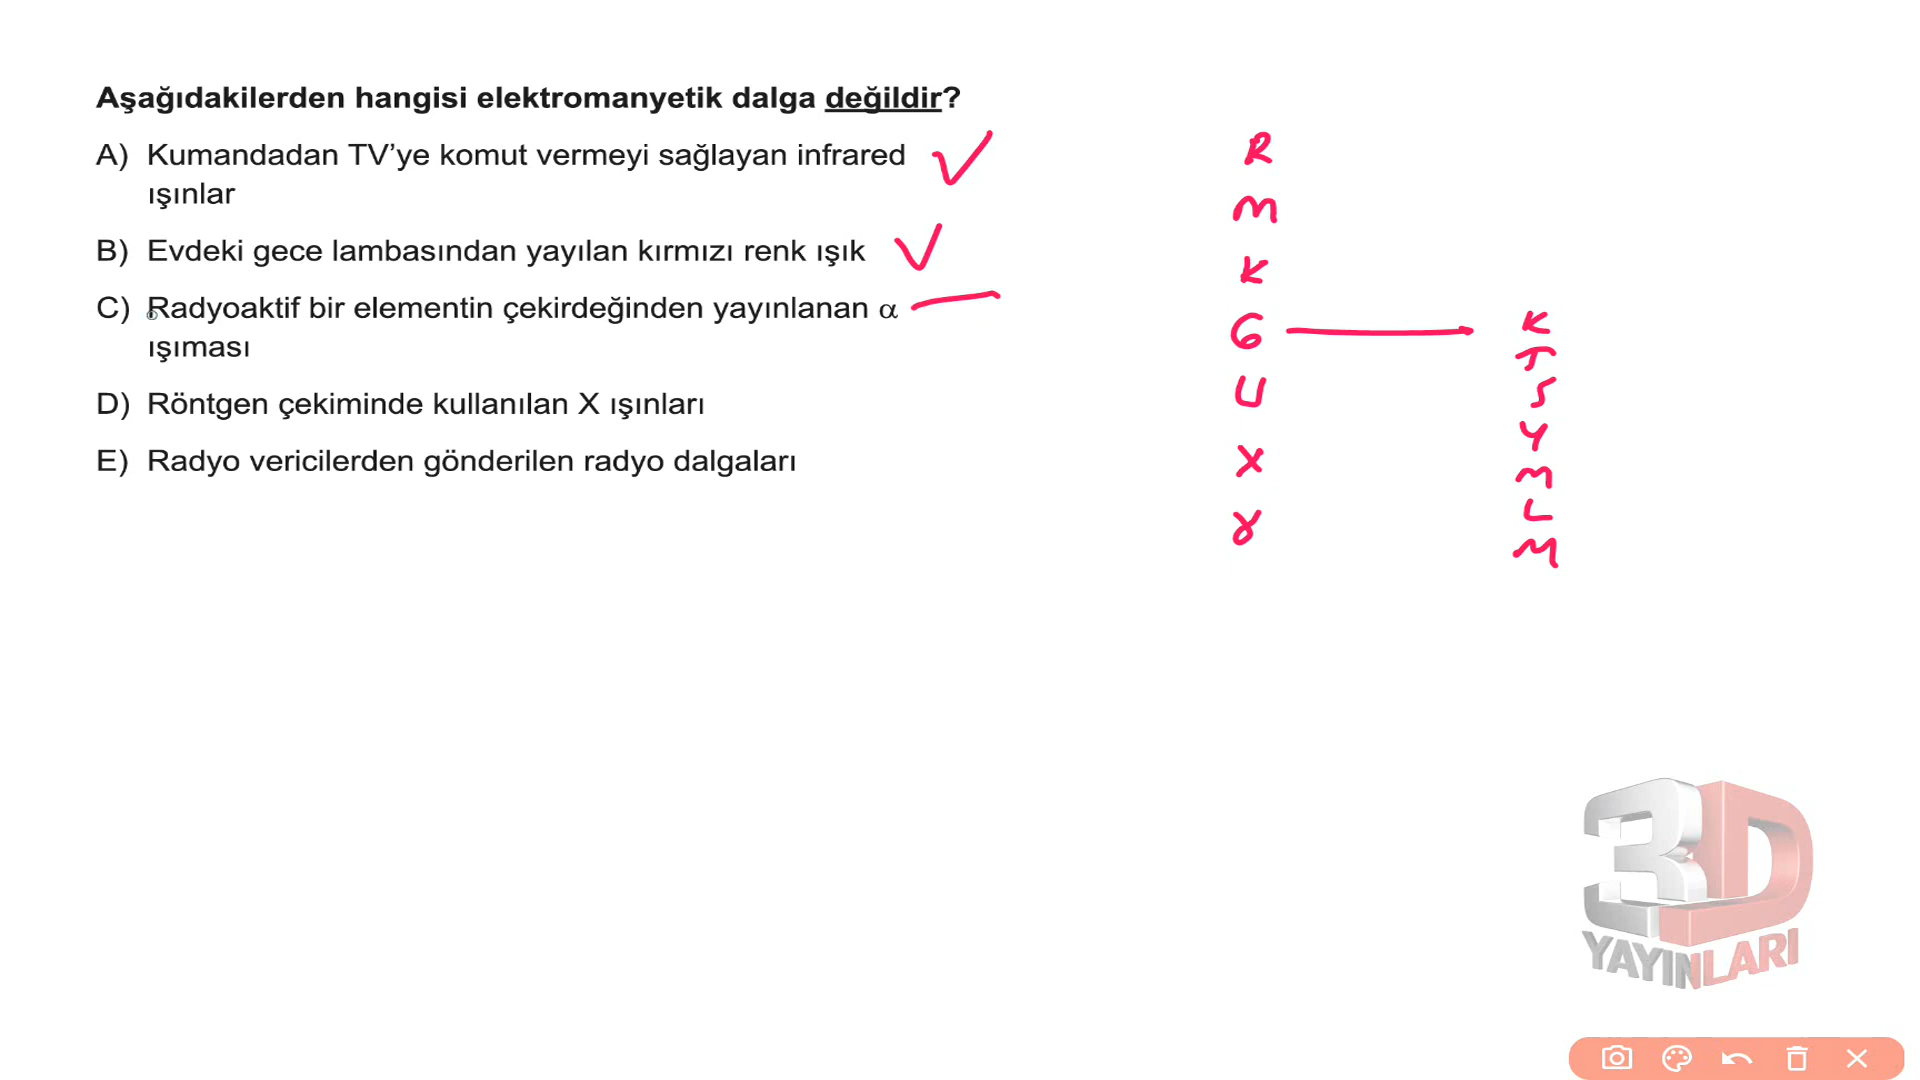 Aşağıdakilerden hangisi elektromanyetik dalga değildir?
A) Kumandadan TV’ye komut vermeyi sağlayan infrared
ışınlar
B) Evdeki gece lambasından yayılan kırmızı renk ışık
C) Radyoaktif bir elementin çekirdeğinden yayınlanan α
ışıması
D) Röntgen çekiminde kullanılan X ışınları
E) Radyo vericilerden gönderilen radyo dalgaları
R
M
K
G
U
X
γ
K
T
S
Y
M
L
M
3D
YAYINLARI